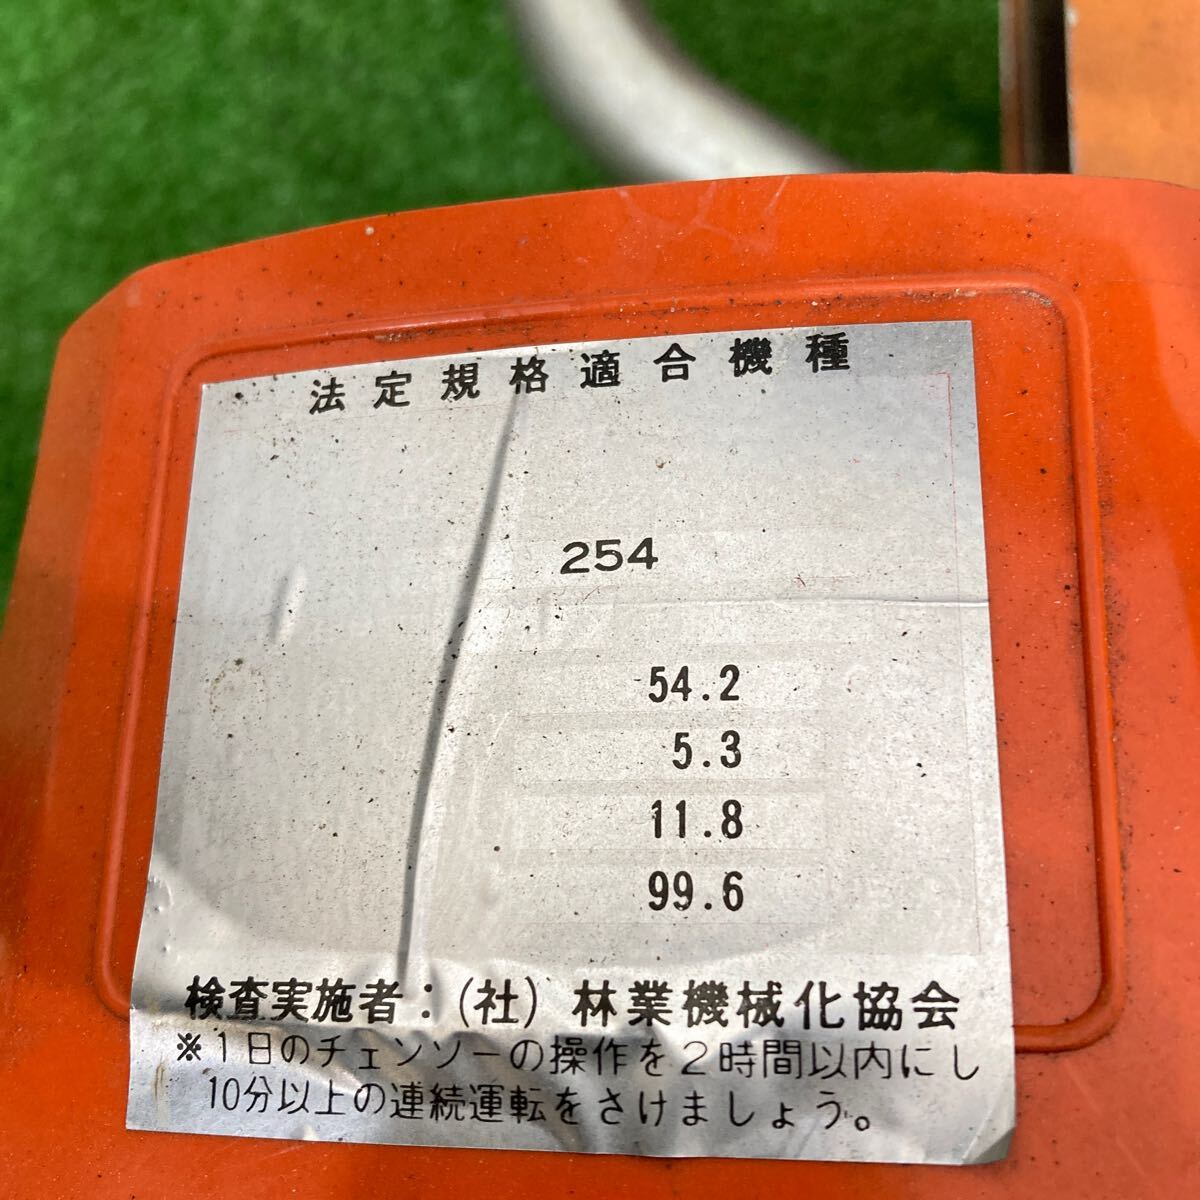 法定規格適合機種
254
54.2
5.3
11.8
99.6
検査実施者：(社)林業機械化協会
※1日のチェンソーの操作を2時間以内にし
10分以上の連続運転をさけましょう。